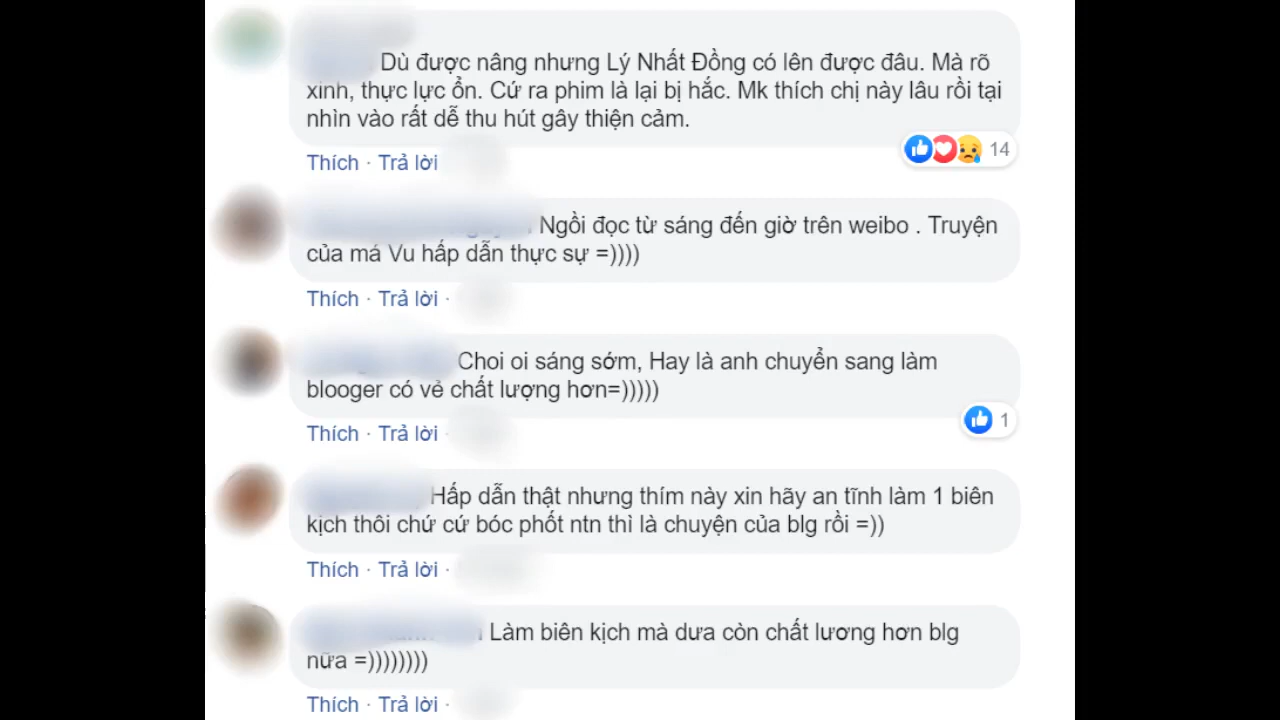 Dù được nâng nhưng Lý Nhất Đồng có lên được đâu. Mà rõ
xinh, thực lực ổn. Cứ ra phim là lại bị hắc. Mk thích chị này lâu rồi tại
nhìn vào rất dễ thu hút gây thiện cảm.
14
Thích · Trả lời
Ngồi đọc từ sáng đến giờ trên weibo . Truyện
của má Vu hấp dẫn thực sự =))))
Thích · Trả lời ·
Choi oi sáng sớm, Hay là anh chuyển sang làm
blooger có vẻ chất lượng hơn=)))))
1
Thích · Trả lời ·
Hấp dẫn thật nhưng thím này xin hãy an tĩnh làm 1 biên
kịch thôi chứ cứ bóc phốt ntn thì là chuyện của blg rồi =))
Thích · Trả lời ·
Làm biên kịch mà dưa còn chất lương hơn blg
nữa =))))))))
Thích · Trả lời ·